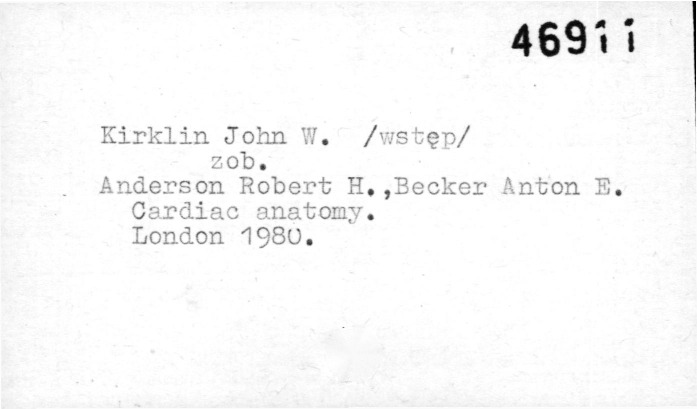 46911
Kirklin John W. /wstęp/
zob.
Anderson Robert H.,Becker Anton E.
Cardiac anatomy.
London 1980.